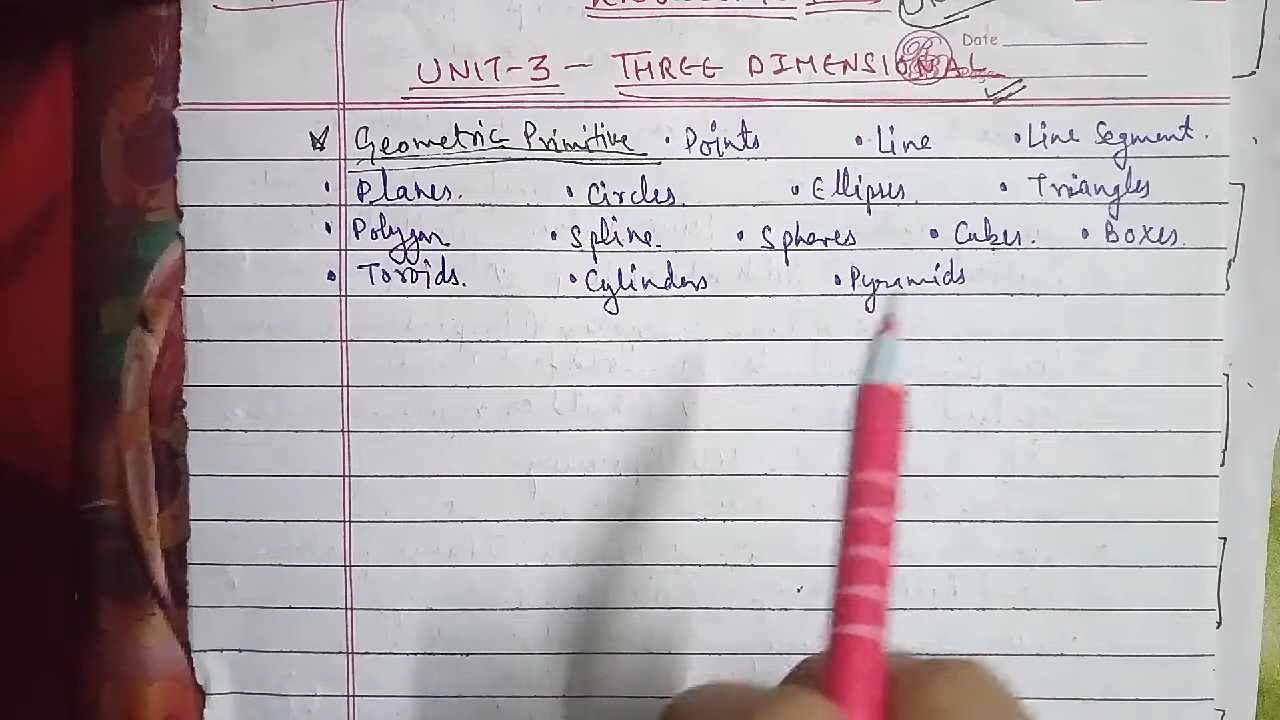 Date
UNIT-3 – THREE DIMENSIONAL
Geometric Primitive • Points • Line • Line Segment.
• Planes. • Circles. • Ellipses. • Triangles
• Polygon • Spline. • Spheres • Cubes. • Boxes.
• Toroids. • Cylinders • Pyramids